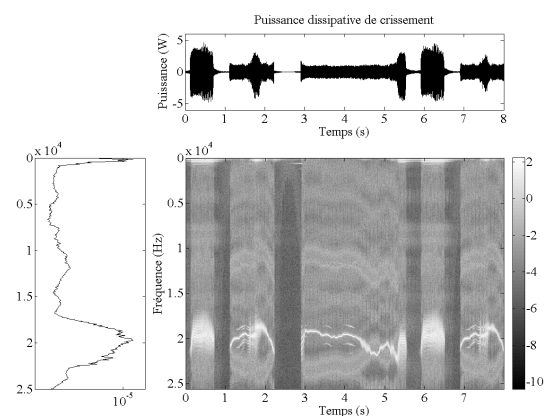 Puissance dissipative de crissement
Puissance (W)
5
0
-5
0 1 2 3 4 5 6 7 8
Temps (s)
x 10^4
x 10^4
0
0.5
1
1.5
2
2.5
10^-5
Fréquence (Hz)
0
0.5
1
1.5
2
2.5
0 1 2 3 4 5 6 7
Temps (s)
2
0
-2
-4
-6
-8
-10